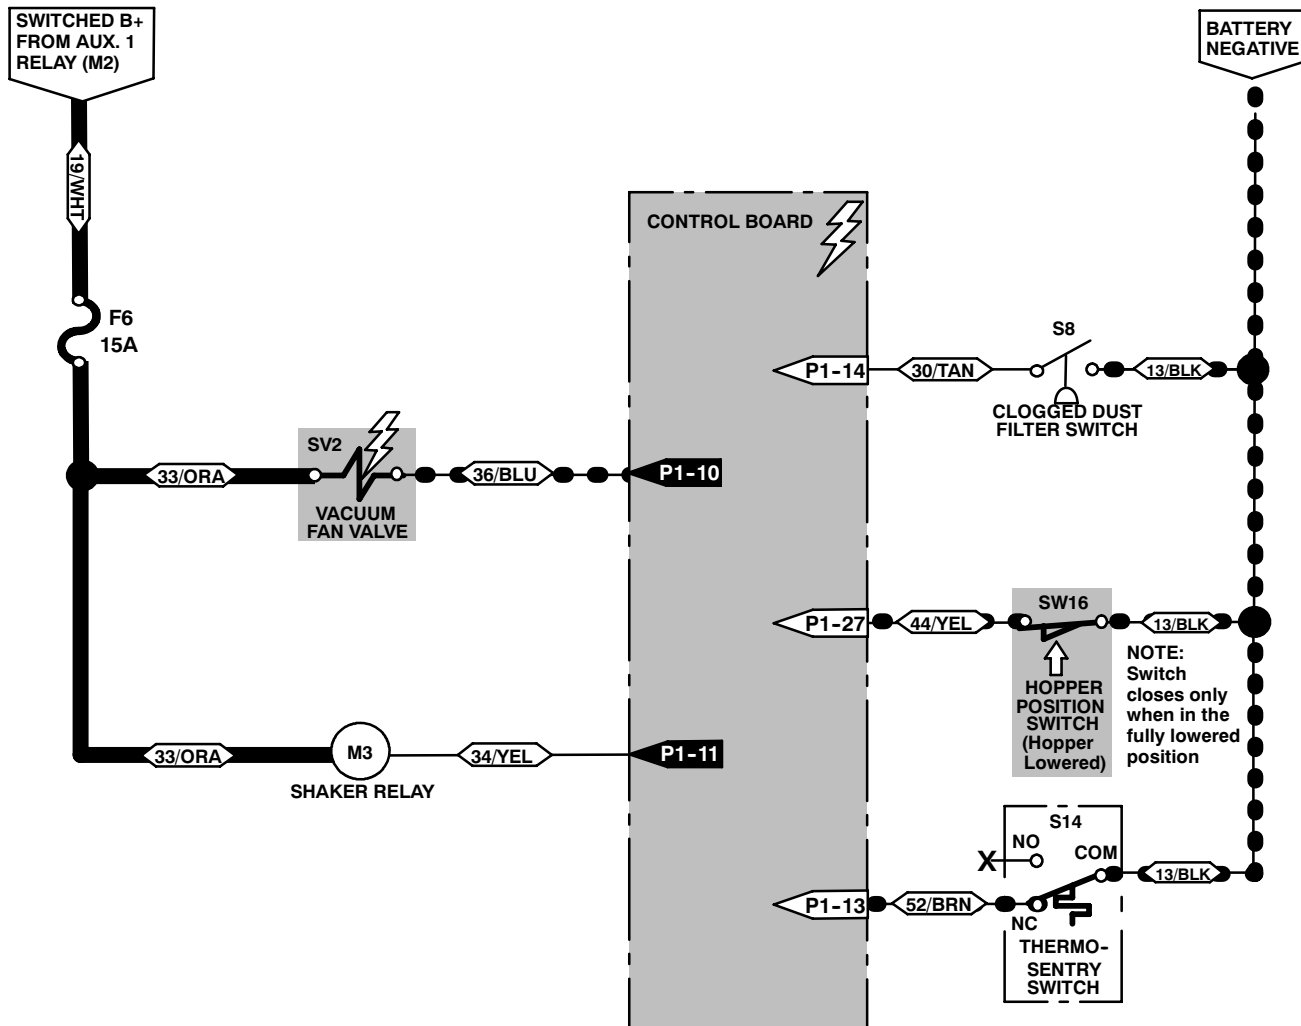 SWITCHED B+
FROM AUX. 1
RELAY (M2)
BATTERY
NEGATIVE
19/WHT
CONTROL BOARD
F6
15A
S8
P1-14
30/TAN
13/BLK
CLOGGED DUST
FILTER SWITCH
SV2
33/ORA
36/BLU
P1-10
VACUUM
FAN VALVE
SW16
P1-27
44/YEL
13/BLK
HOPPER
POSITION
SWITCH
(Hopper
Lowered)
NOTE:
Switch
closes only
when in the
fully lowered
position
33/ORA
M3
34/YEL
P1-11
SHAKER RELAY
S14
NO
COM
X
13/BLK
P1-13
52/BRN
NC
THERMO-
SENTRY
SWITCH